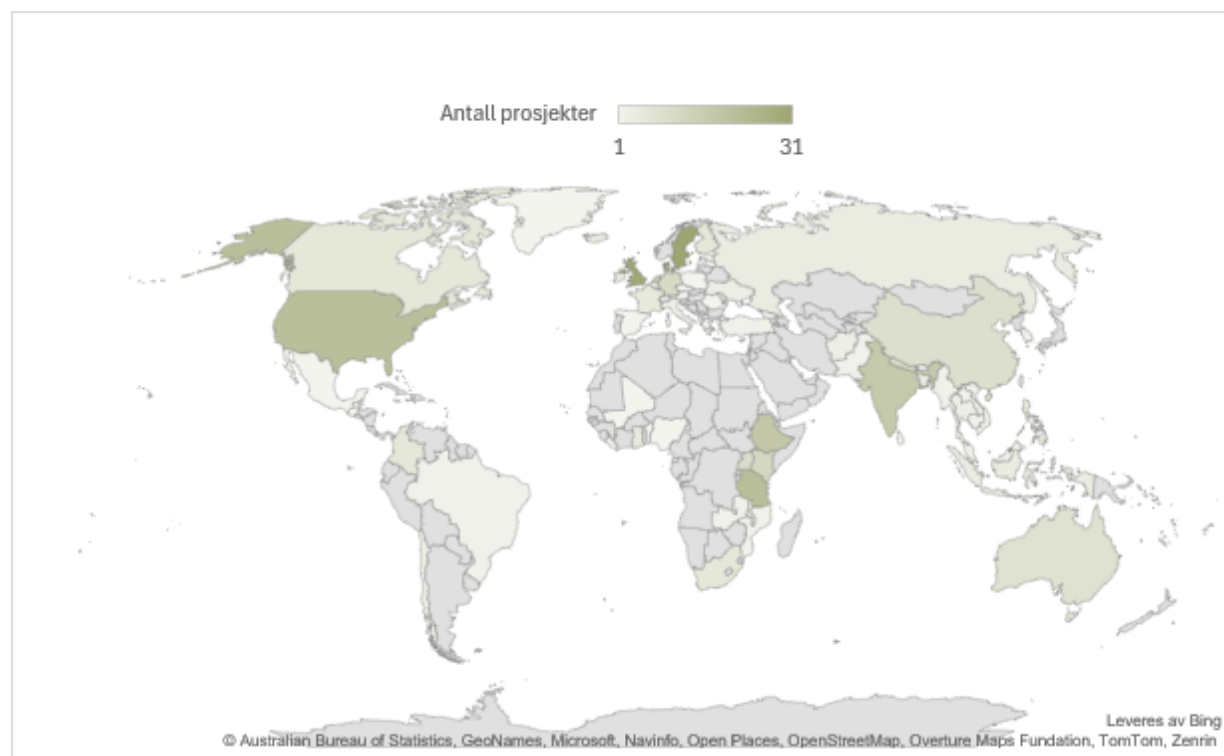 Antall prosjekter
1 31
Leveres av Bing
© Australian Bureau of Statistics, GeoNames, Microsoft, Navinfo, Open Places, OpenStreetMap, Overture Maps Fundation, TomTom, Zenrin